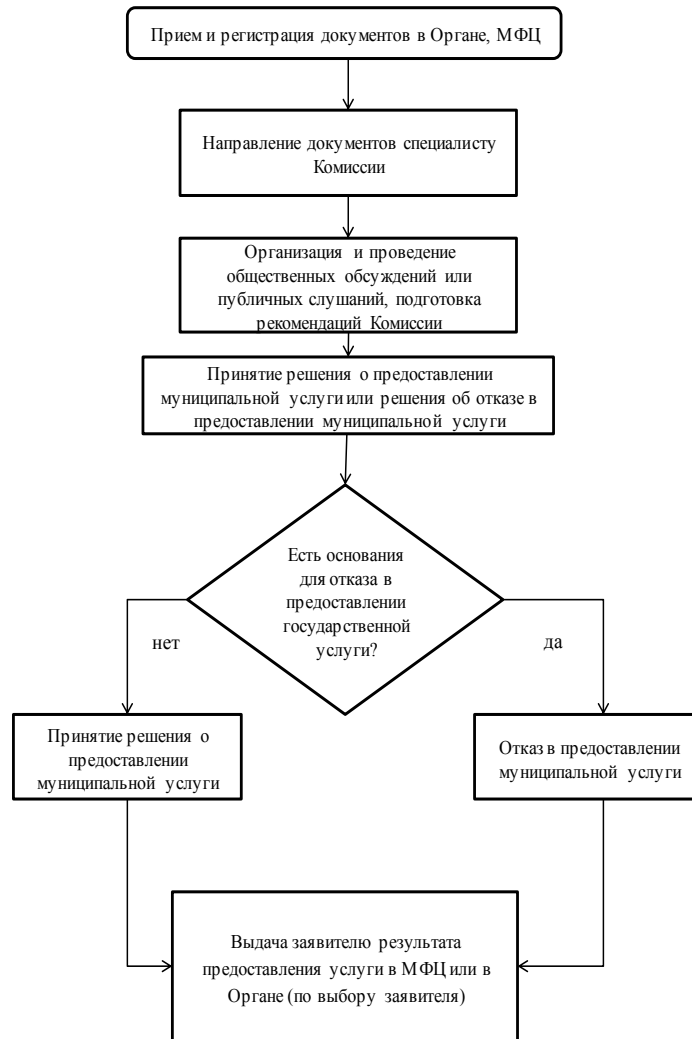 Прием и регистрация документов в Органе, МФЦ
Направление документов специалисту
Комиссии
Организация и проведение
общественных обсуждений или
публичных слушаний, подготовка
рекомендаций Комиссии
Принятие решения о предоставлении
муниципальной услуги или решения об отказе в
предоставлении муниципальной услуги
Есть основания
для отказа в
предоставлении
государственной
услуги?
нет
да
Принятие решения о
предоставлении
муниципальной услуги
Отказ в предоставлении
муниципальной услуги
Выдача заявителю результата
предоставления услуги в МФЦ или в
Органе (по выбору заявителя)